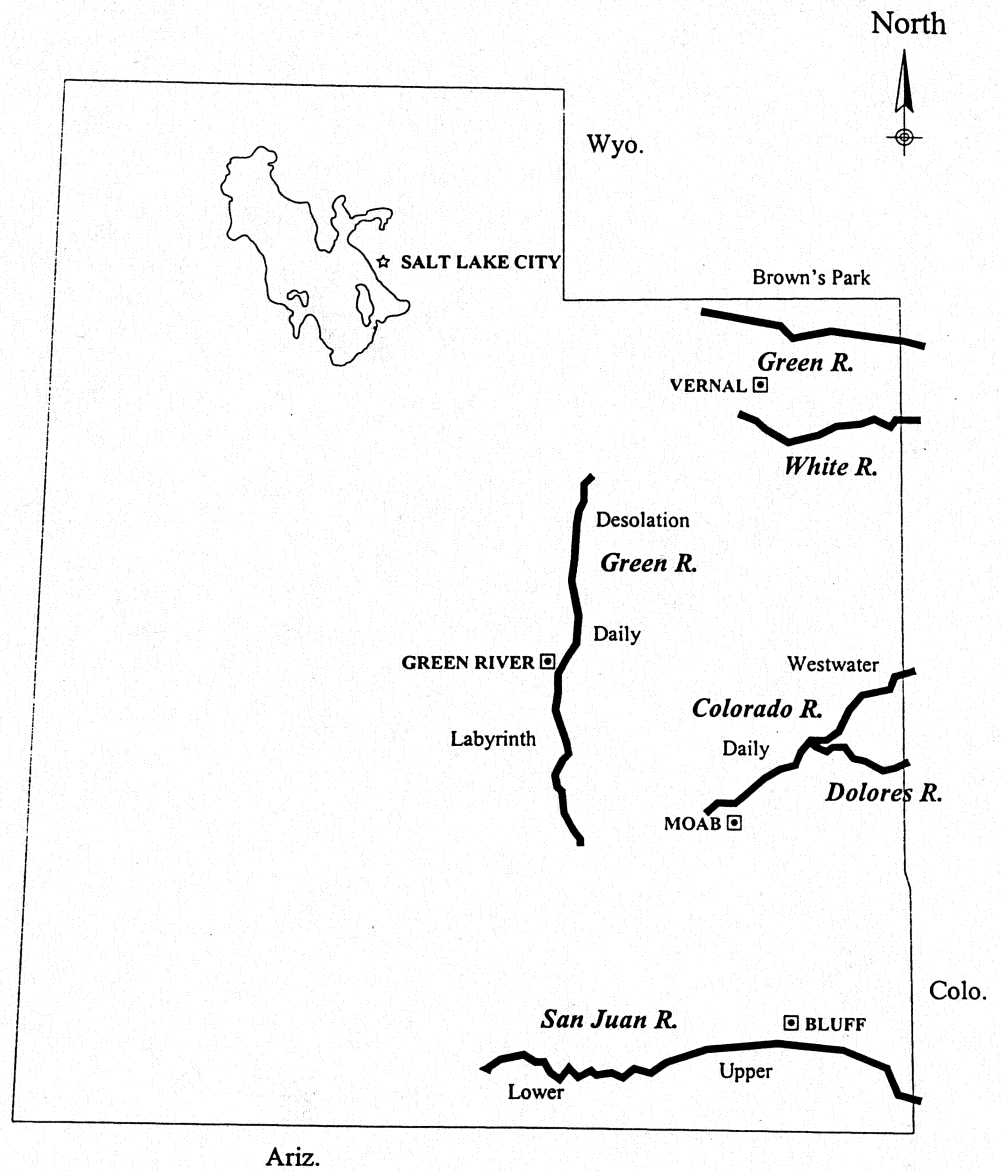 North
Wyo.
SALT LAKE CITY
Brown's Park
Green R.
VERNAL
White R.
Desolation
Green R.
Daily
GREEN RIVER
Westwater
Colorado R.
Labyrinth
Daily
Dolores R.
MOAB
Colo.
San Juan R.
BLUFF
Upper
Lower
Ariz.